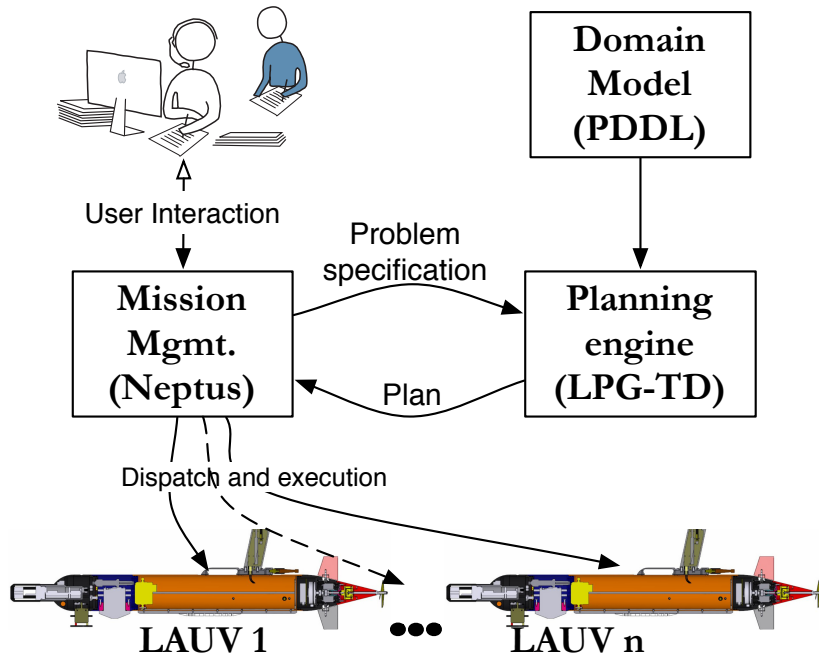 Domain
Model
(PDDL)
User Interaction
Problem
specification
Mission
Mgmt.
(Neptus)
Planning
engine
(LPG-TD)
Plan
Dispatch and execution
LAUV 1
LAUV n